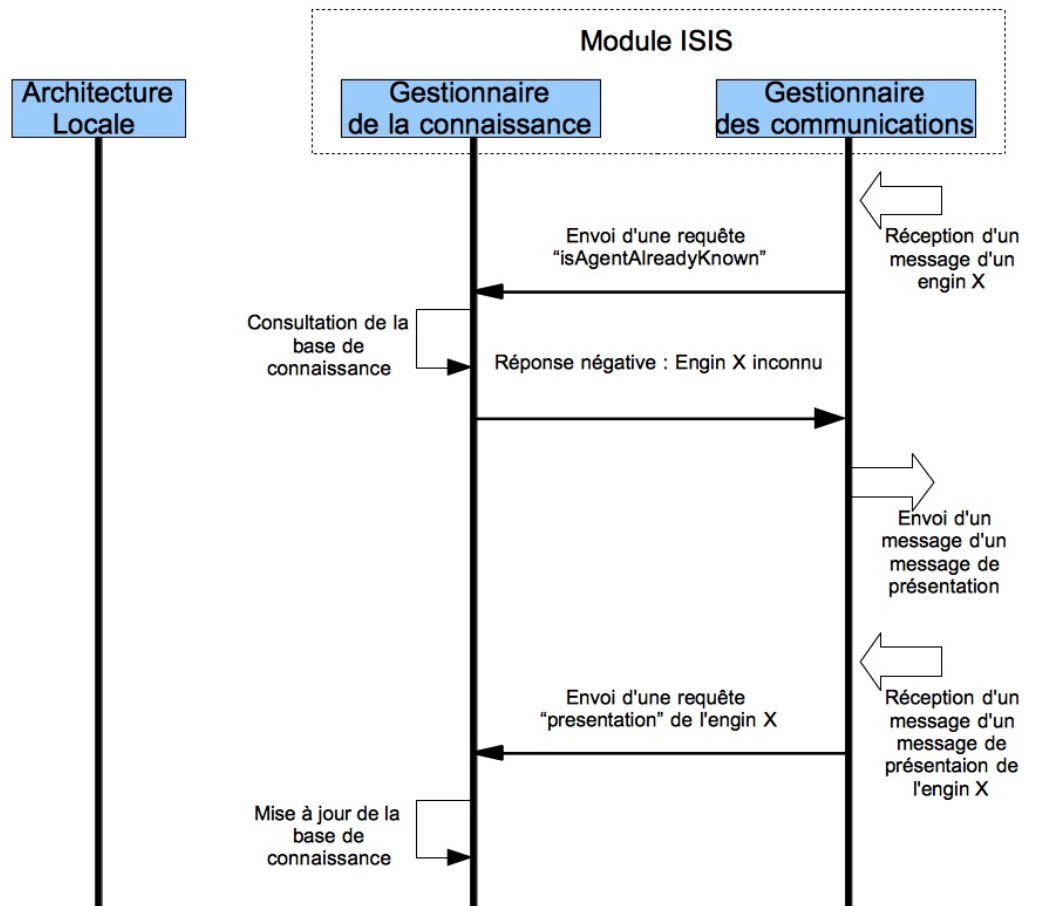 Module ISIS
Architecture
Locale
Gestionnaire
de la connaissance
Gestionnaire
des communications
Réception d'un
message d'un
engin X
Envoi d'une requête
“isAgentAlreadyKnown”
Consultation de la
base de
connaissance
Réponse négative : Engin X inconnu
Envoi d'un
message d'un
message de
présentation
Envoi d'une requête
“presentation” de l'engin X
Réception d'un
message d'un
message de
présentaion de
l'engin X
Mise à jour de la
base de
connaissance